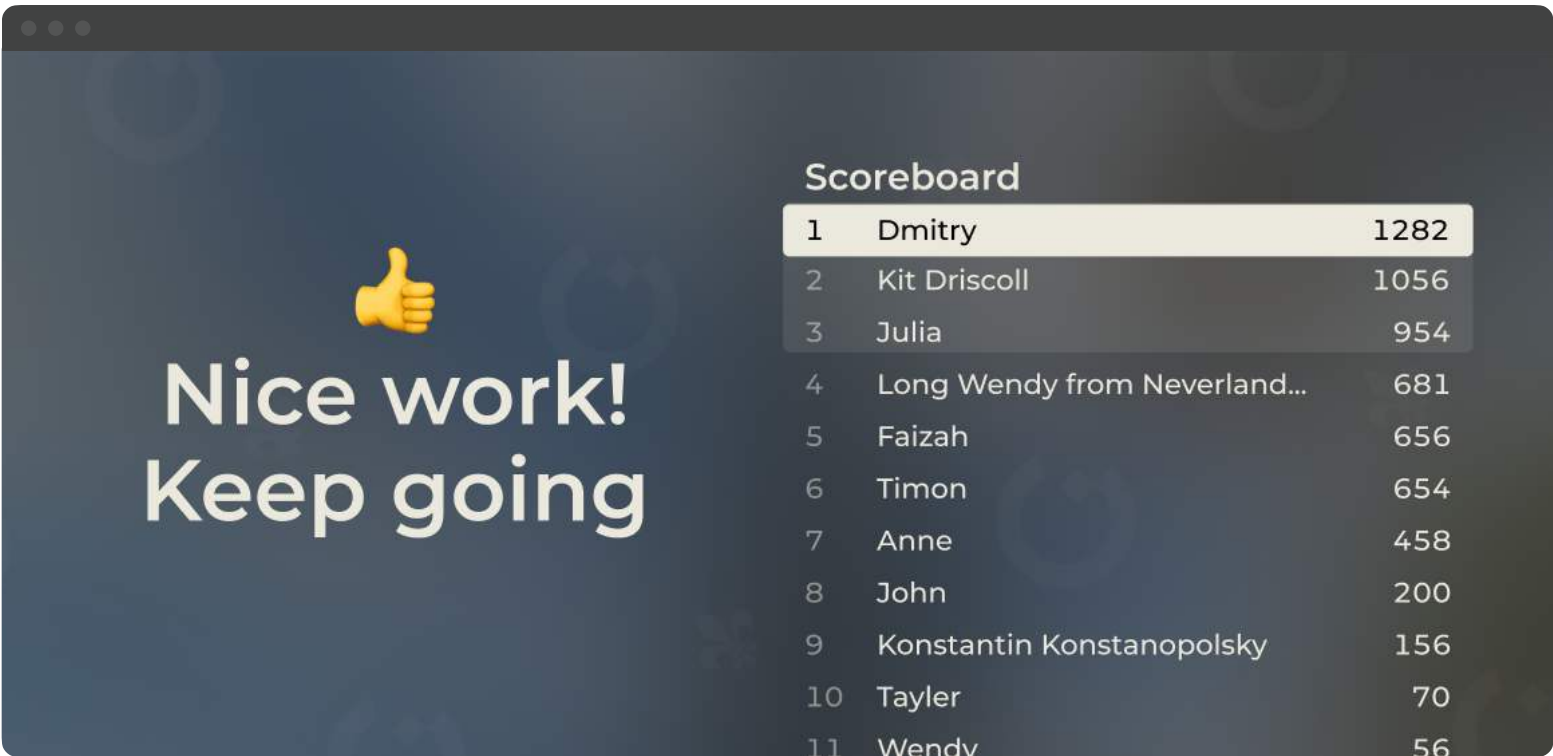 👍
Nice work!
Keep going
Scoreboard
1 Dmitry 1282
2 Kit Driscoll 1056
3 Julia 954
4 Long Wendy from Neverland... 681
5 Faizah 656
6 Timon 654
7 Anne 458
8 John 200
9 Konstantin Konstanopolsky 156
10 Tayler 70
11 Wendy 56